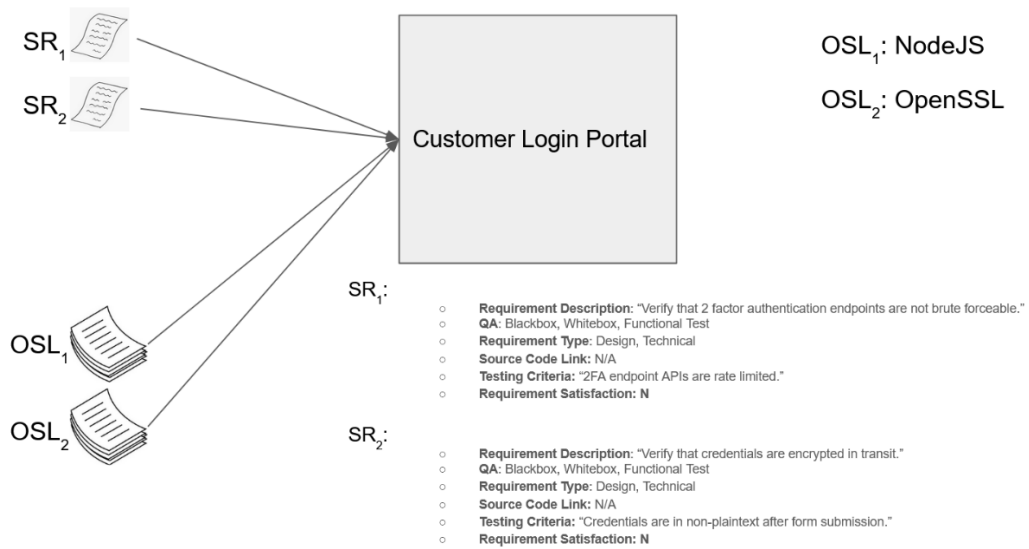 SR1
SR2
Customer Login Portal
OSL1: NodeJS
OSL2: OpenSSL
OSL1
OSL2
SR1:
○ Requirement Description: “Verify that 2 factor authentication endpoints are not brute forceable.”
○ QA: Blackbox, Whitebox, Functional Test
○ Requirement Type: Design, Technical
○ Source Code Link: N/A
○ Testing Criteria: “2FA endpoint APIs are rate limited.”
○ Requirement Satisfaction: N
SR2:
○ Requirement Description: “Verify that credentials are encrypted in transit.”
○ QA: Blackbox, Whitebox, Functional Test
○ Requirement Type: Design, Technical
○ Source Code Link: N/A
○ Testing Criteria: “Credentials are in non-plaintext after form submission.”
○ Requirement Satisfaction: N